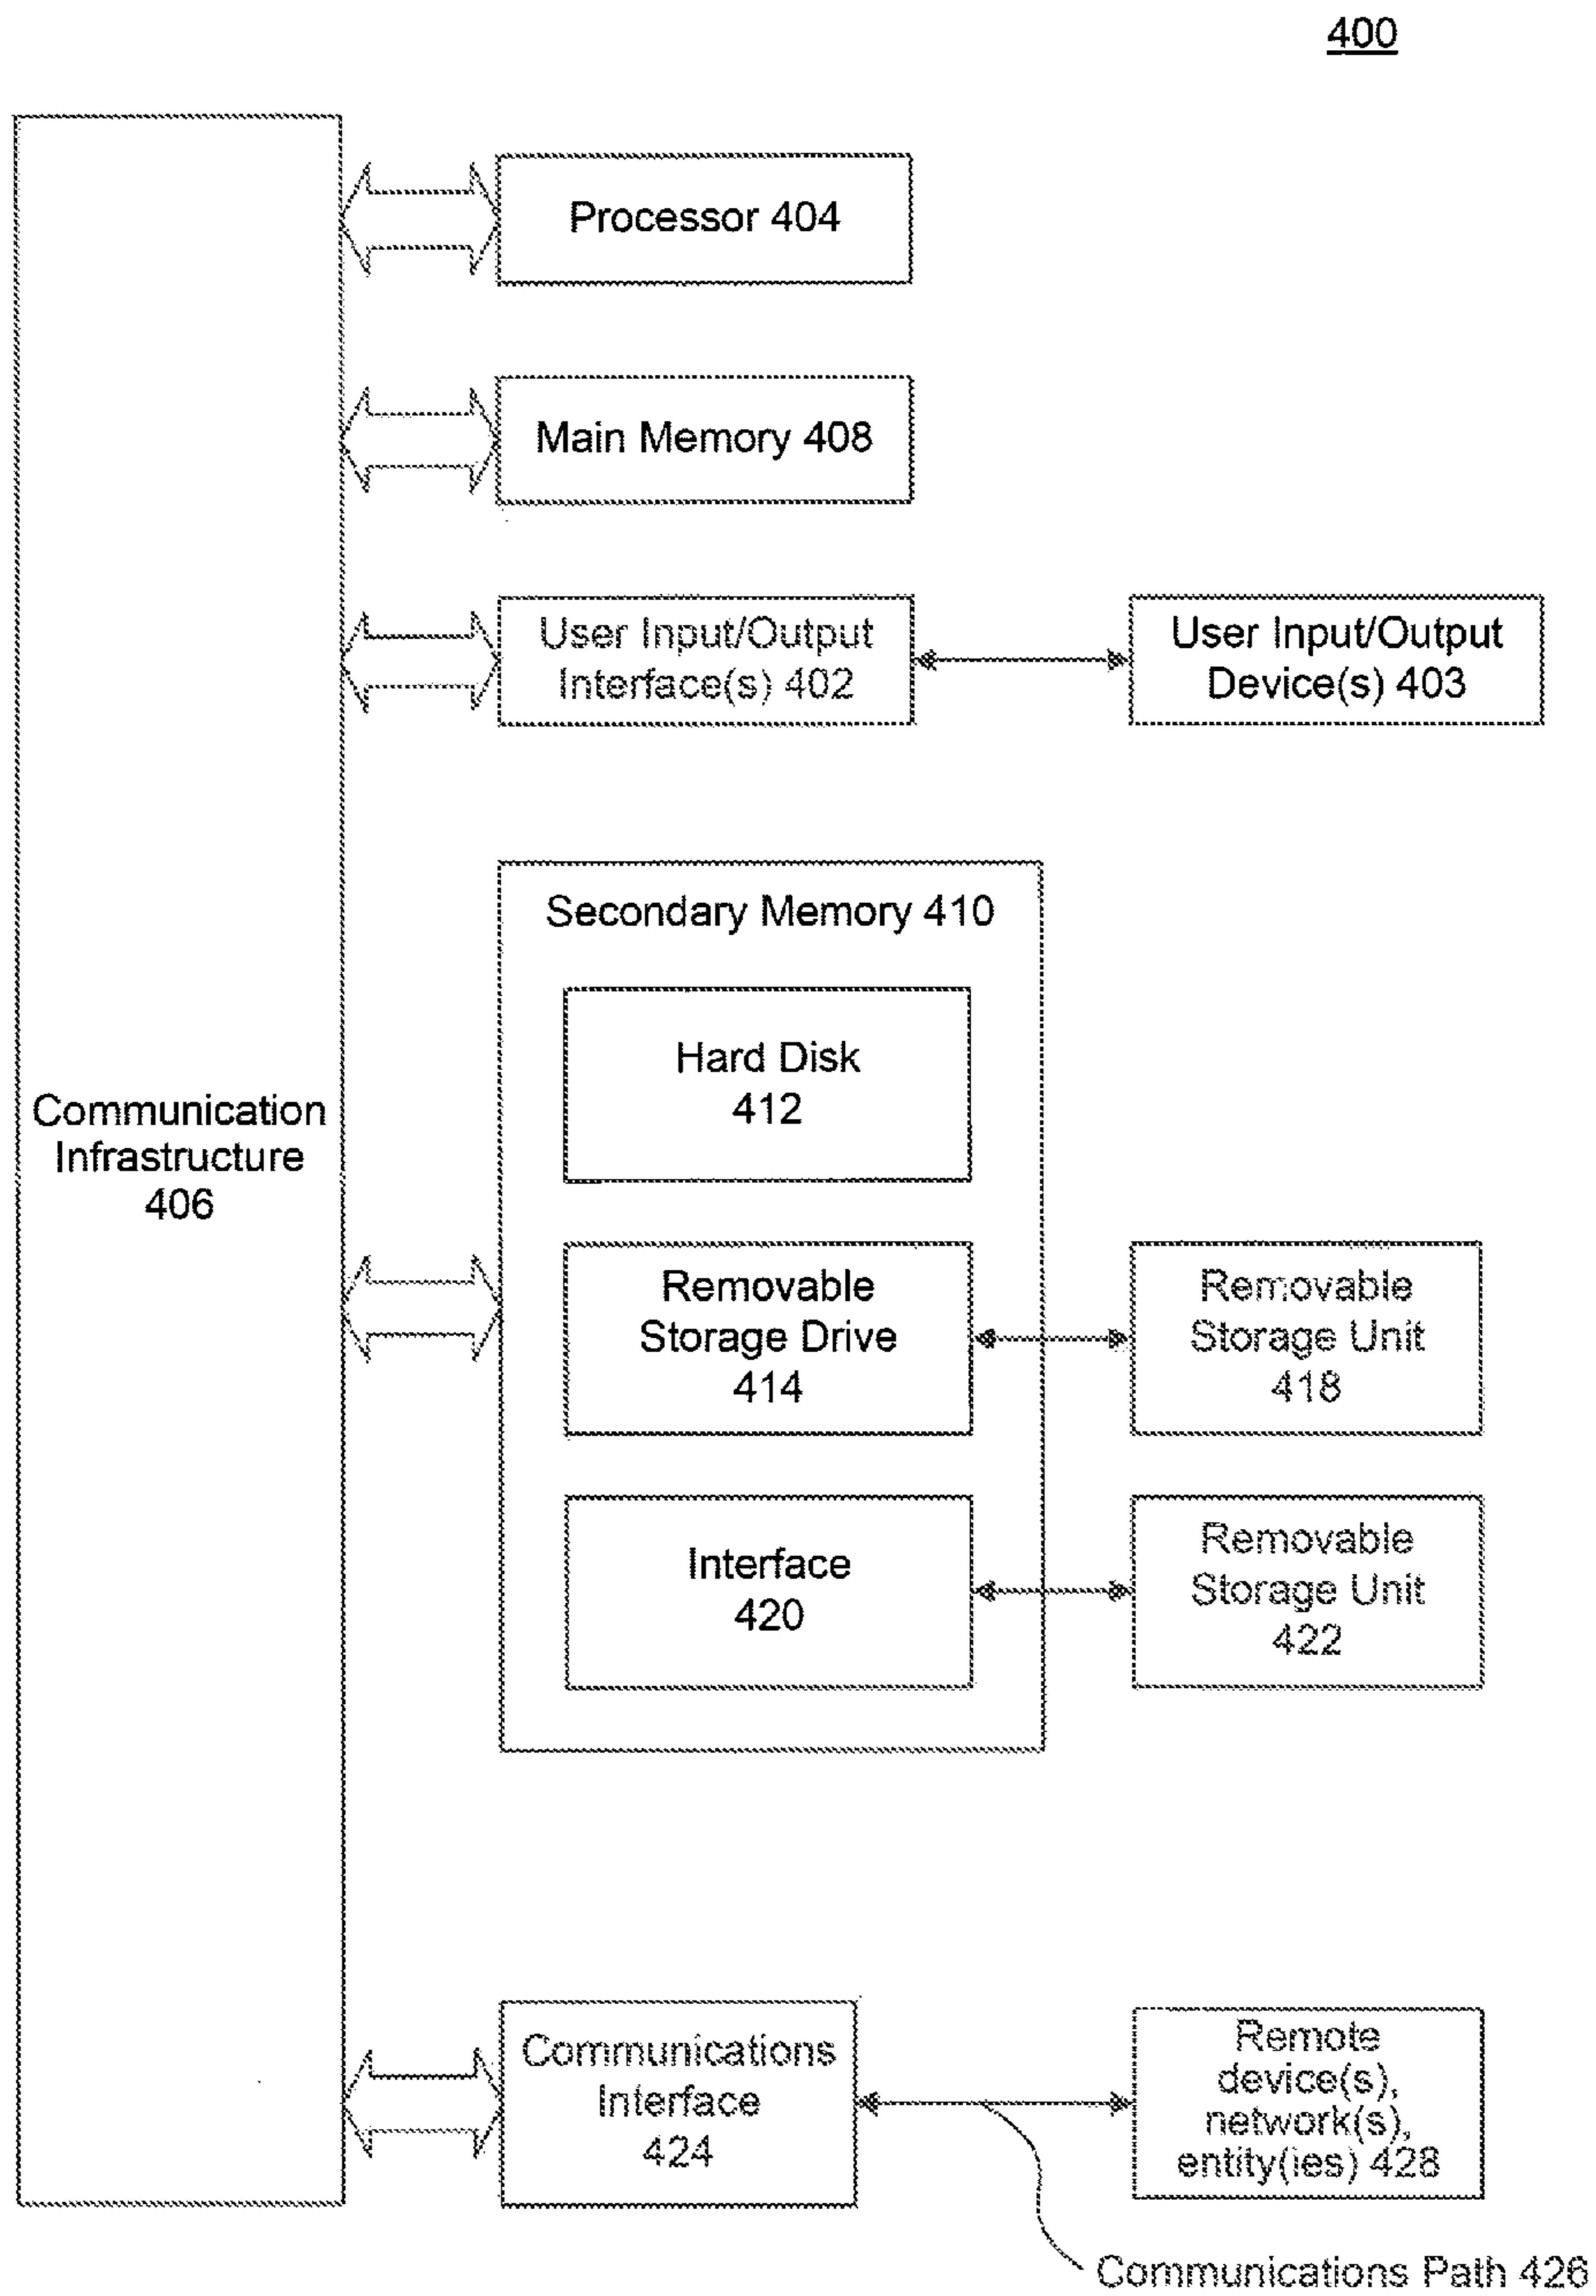 400
Processor 404
Main Memory 408
User Input/Output
Interface(s) 402
User Input/Output
Device(s) 403
Secondary Memory 410
Hard Disk
412
Communication
Infrastructure
406
Removable
Storage Drive
414
Removable
Storage Unit
418
Interface
420
Removable
Storage Unit
422
Communications
Interface
424
Remote
device(s),
network(s),
entity(ies) 428
Communications Path 426